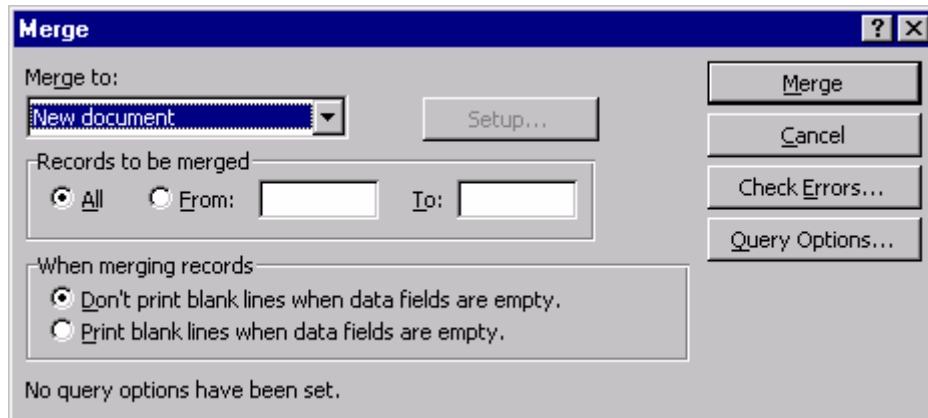 Merge
Merge to:
New document
Setup...
Merge
Cancel
Records to be merged
All From: To:
Check Errors...
Query Options...
When merging records
Don't print blank lines when data fields are empty.
Print blank lines when data fields are empty.
No query options have been set.